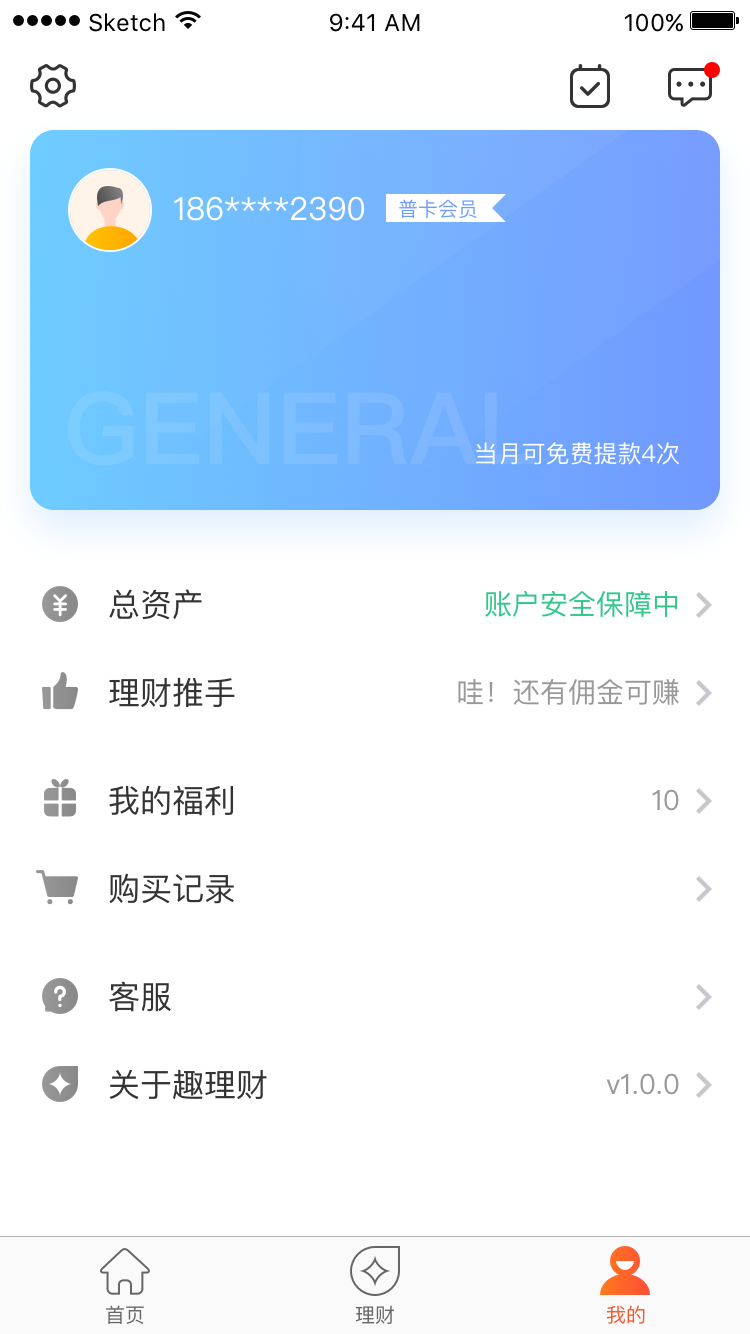 Sketch 9:41 AM 100%
186****2390 普卡会员
GENERAL
当月可免费提款4次
总资产 账户安全保障中
理财推手 哇！还有佣金可赚
我的福利 10
购买记录
客服
关于趣理财 v1.0.0
首页 理财 我的